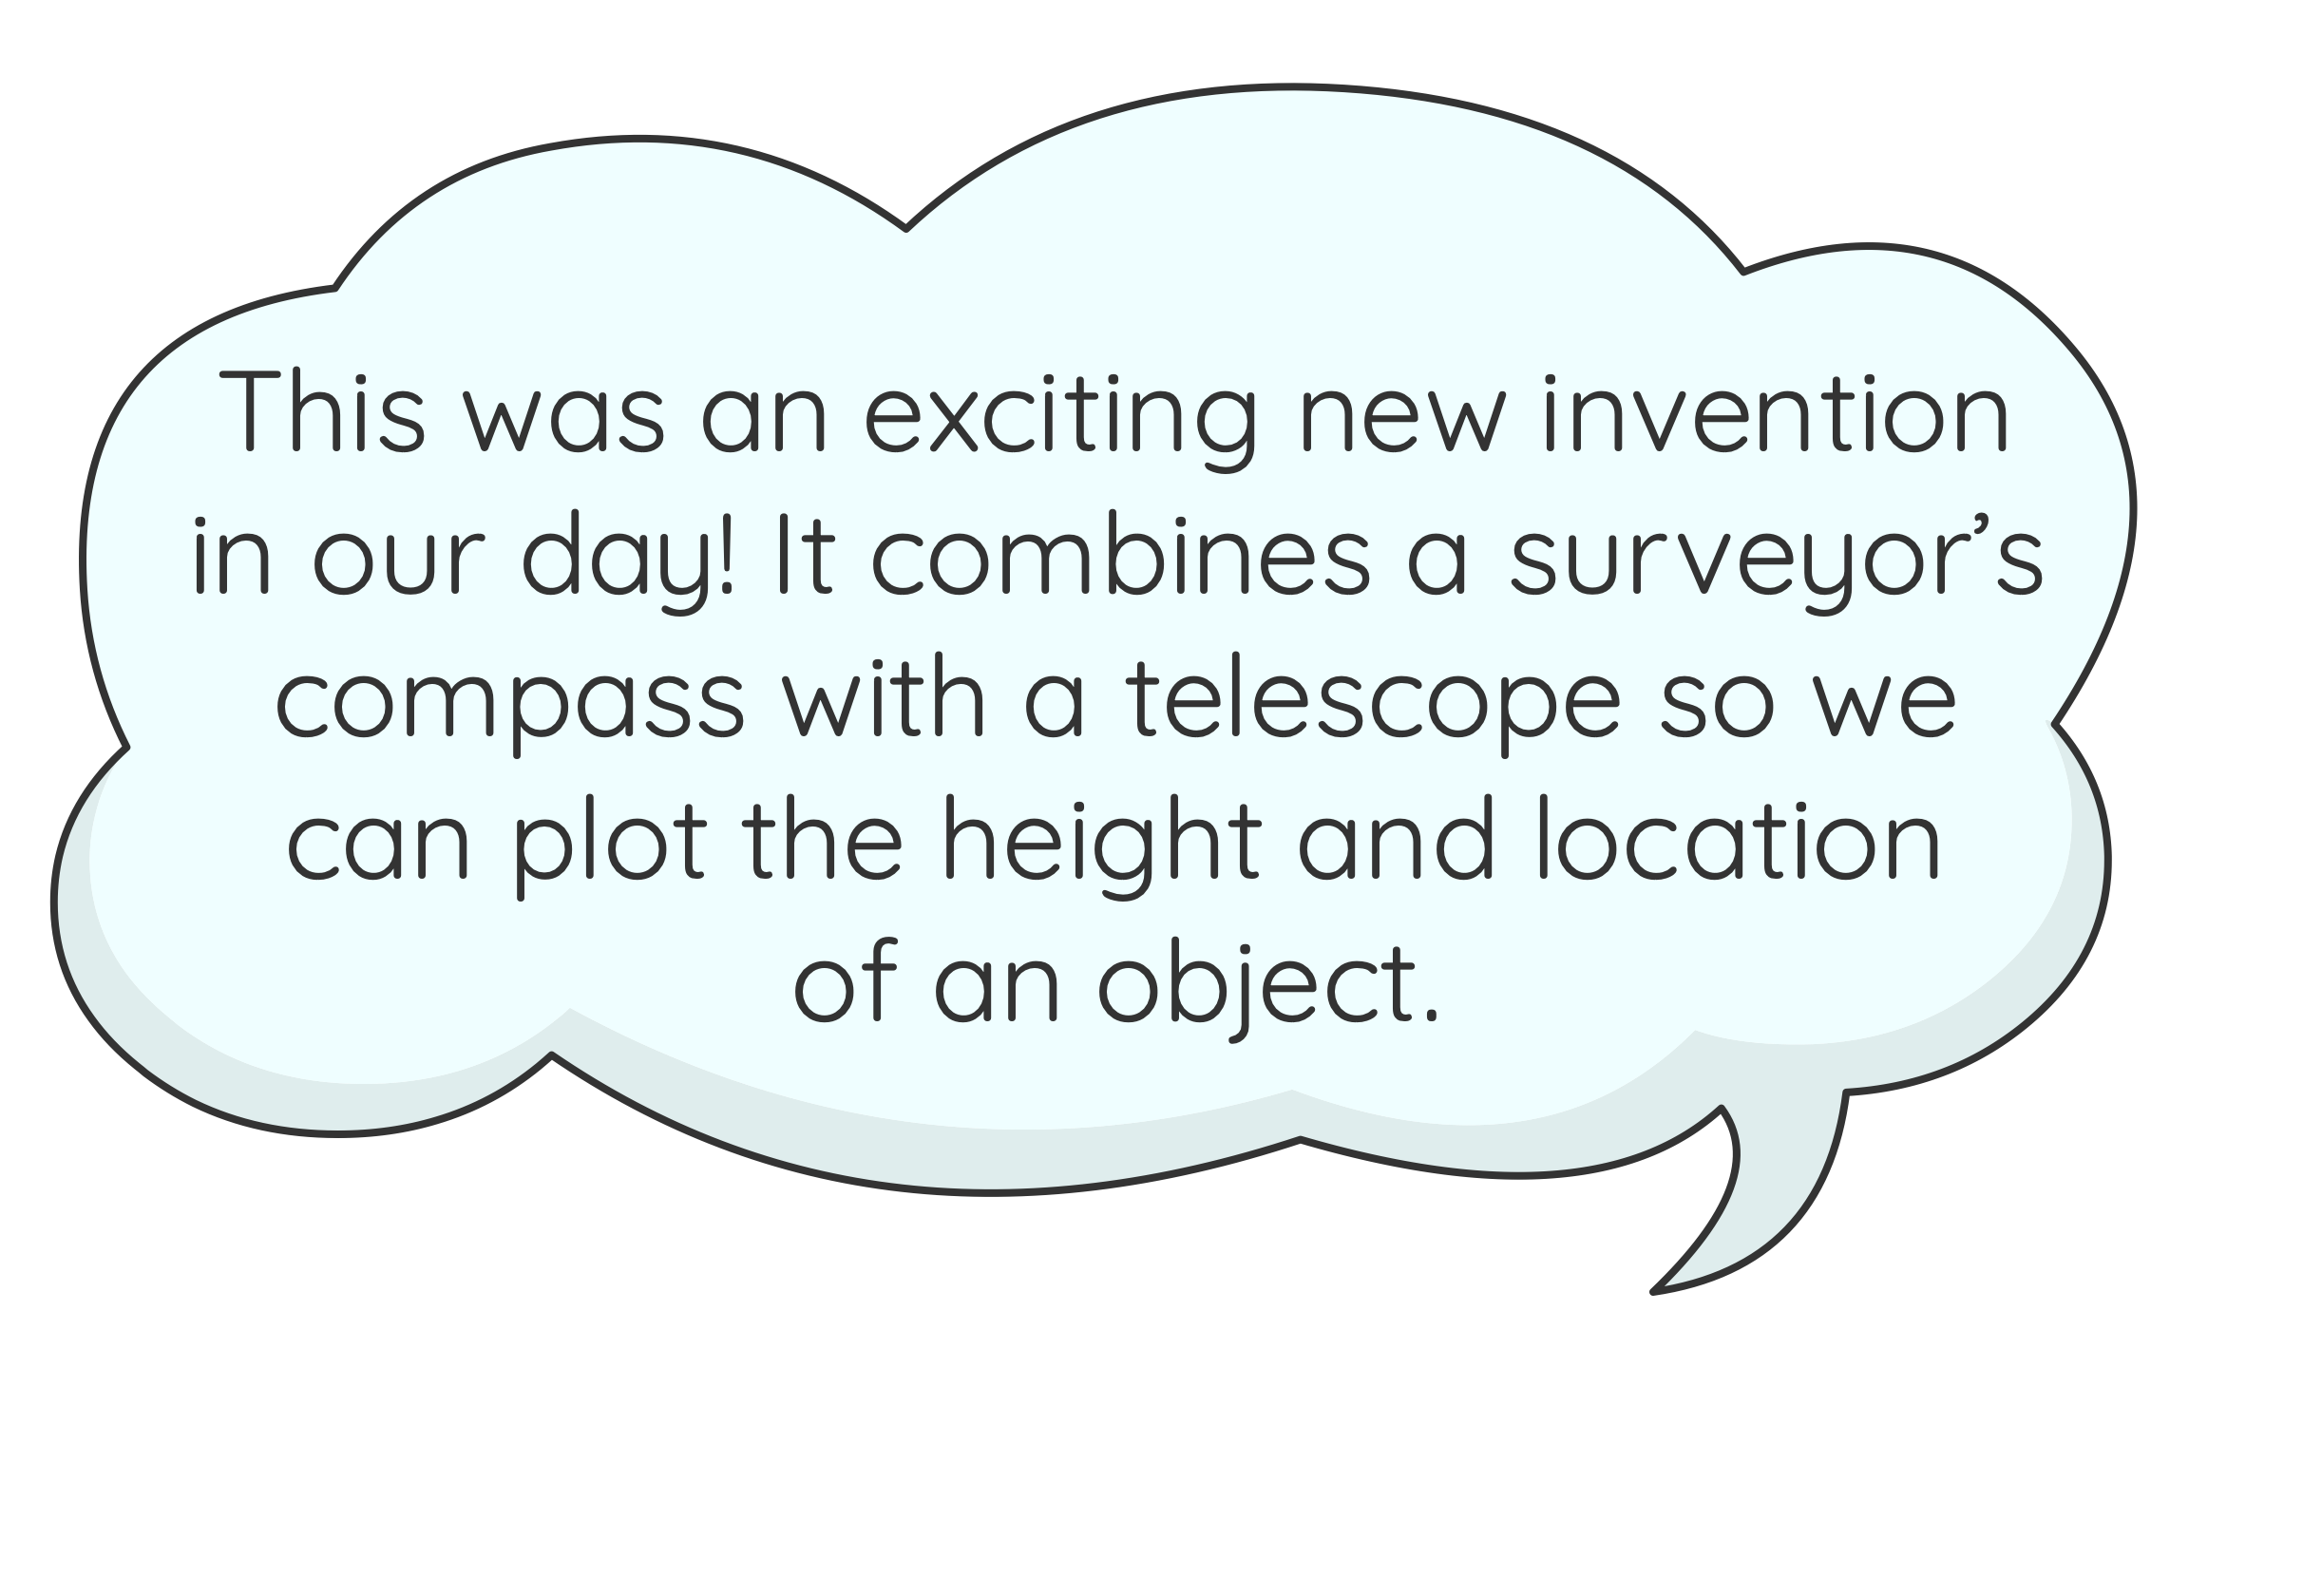 This was an exciting new invention
in our day! It combines a surveyor's
compass with a telescope so we
can plot the height and location
of an object.